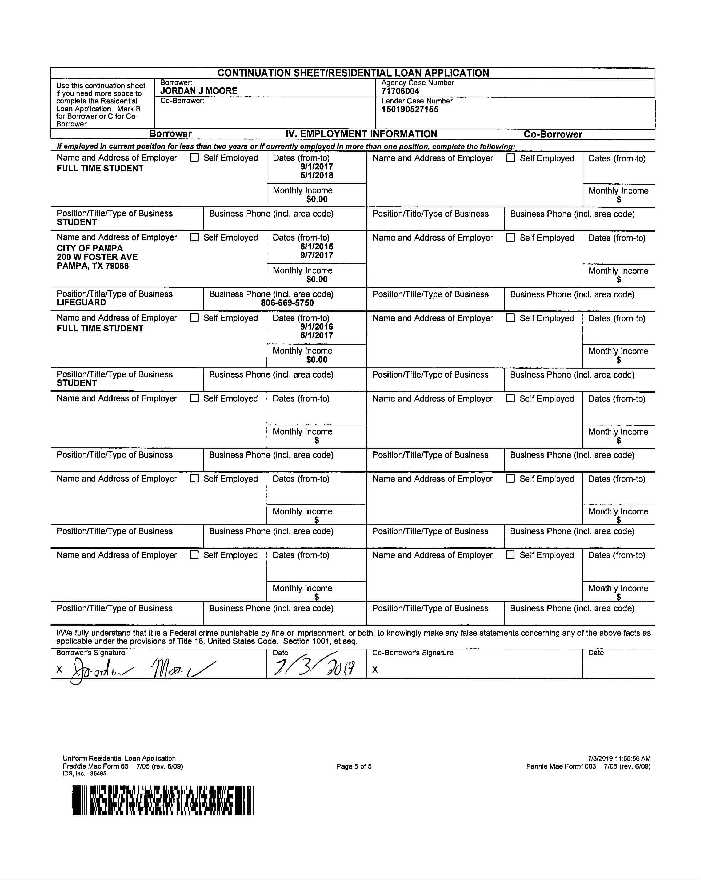 CONTINUATION SHEET/RESIDENTIAL LOAN APPLICATION
Use this continuation sheet
if you need more space to
complete the Residential
Loan Application. Mark B
for Borrower or C for Co-
Borrower.
Borrower:
JORDAN J MOORE
Co-Borrower:
Agency Case Number
71706004
Lender Case Number
150190527165
Borrower IV. EMPLOYMENT INFORMATION Co-Borrower
If employed in current position for less than two years or if currently employed in more than one position, complete the following:
Name and Address of Employer Self Employed Dates (from-to) Name and Address of Employer Self Employed Dates (from-to)
FULL TIME STUDENT 9/1/2017
5/1/2018
Monthly Income Monthly Income
$0.00 $
Position/Title/Type of Business Business Phone (incl. area code) Position/Title/Type of Business Business Phone (incl. area code)
STUDENT
Name and Address of Employer Self Employed Dates (from-to) Name and Address of Employer Self Employed Dates (from-to)
CITY OF PAMPA 6/1/2015
200 W FOSTER AVE 9/7/2017
PAMPA, TX 79066
Monthly Income Monthly Income
$0.00 $
Position/Title/Type of Business Business Phone (incl. area code) Position/Title/Type of Business Business Phone (incl. area code)
LIFEGUARD 806-669-5750
Name and Address of Employer Self Employed Dates (from-to) Name and Address of Employer Self Employed Dates (from-to)
FULL TIME STUDENT 9/1/2016
6/1/2017
Monthly Income Monthly Income
$0.00 $
Position/Title/Type of Business Business Phone (incl. area code) Position/Title/Type of Business Business Phone (incl. area code)
STUDENT
Name and Address of Employer Self Employed Dates (from-to) Name and Address of Employer Self Employed Dates (from-to)
Monthly Income Monthly Income
$ $
Position/Title/Type of Business Business Phone (incl. area code) Position/Title/Type of Business Business Phone (incl. area code)
Name and Address of Employer Self Employed Dates (from-to) Name and Address of Employer Self Employed Dates (from-to)
Monthly Income Monthly Income
$ $
Position/Title/Type of Business Business Phone (incl. area code) Position/Title/Type of Business Business Phone (incl. area code)
Name and Address of Employer Self Employed Dates (from-to) Name and Address of Employer Self Employed Dates (from-to)
Monthly Income Monthly Income
$ $
Position/Title/Type of Business Business Phone (incl. area code) Position/Title/Type of Business Business Phone (incl. area code)
I/We fully understand that it is a Federal crime punishable by fine or imprisonment, or both, to knowingly make any false statements concerning any of the above facts as
applicable under the provisions of Title 18, United States Code, Section 1001, et seq.
Borrower's Signature Date Co-Borrower's Signature Date
X Jordan Moore 7/3/2019 X
Uniform Residential Loan Application 7/3/2019 11:56:56 AM
Freddie Mac Form 65 7/05 (rev. 6/09) Page 5 of 5 Fannie Mae Form 1003 7/05 (rev. 6/09)
IDS, Inc.